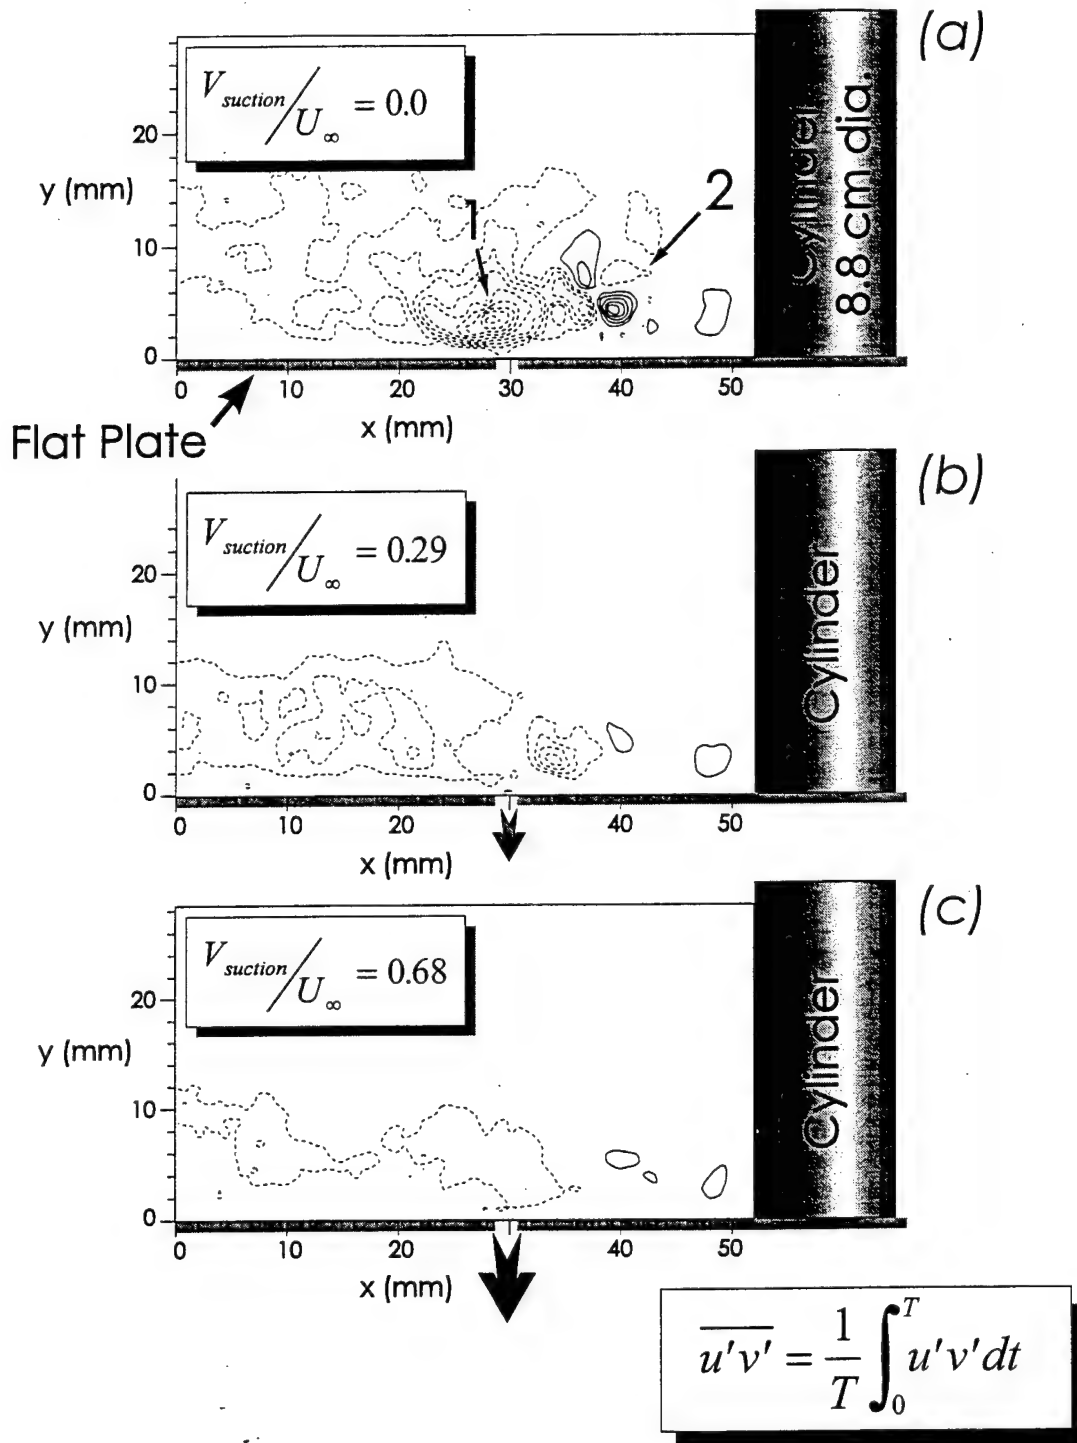 (a)
V_suction / U_∞ = 0.0
Cylinder
8.8 cm dia.
20
y (mm)
10
0
1
2
0 10 20 30 40 50
x (mm)
Flat Plate
(b)
V_suction / U_∞ = 0.29
Cylinder
20
y (mm)
10
0
0 10 20 40 50
x (mm)
(c)
V_suction / U_∞ = 0.68
Cylinder
20
y (mm)
10
0
0 10 20 40 50
x (mm)
\overline{u'v'} = \frac{1}{T} \int_0^T u'v' dt